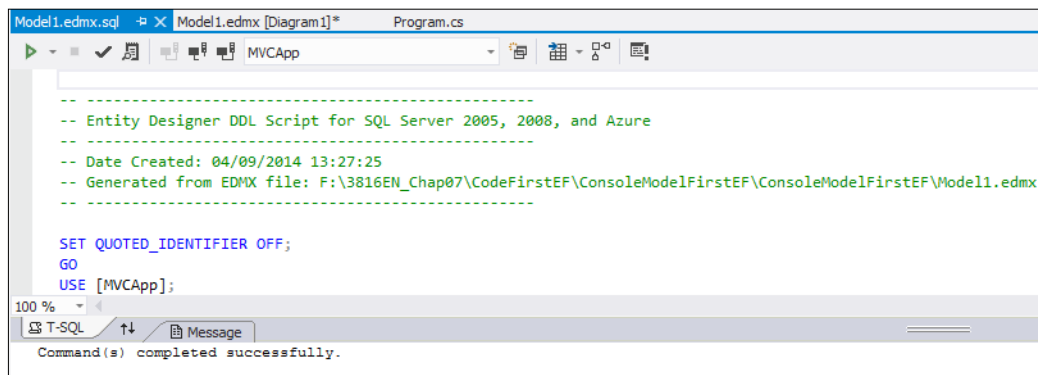 Model1.edmx.sql Model1.edmx [Diagram1]* Program.cs
MVCApp
-- --------------------------------------------------
-- Entity Designer DDL Script for SQL Server 2005, 2008, and Azure
-- --------------------------------------------------
-- Date Created: 04/09/2014 13:27:25
-- Generated from EDMX file: F:\3816EN_Chap07\CodeFirstEF\ConsoleModelFirstEF\ConsoleModelFirstEF\Model1.edmx
-- --------------------------------------------------
SET QUOTED_IDENTIFIER OFF;
GO
USE [MVCApp];
100 %
T-SQL Message
Command(s) completed successfully.